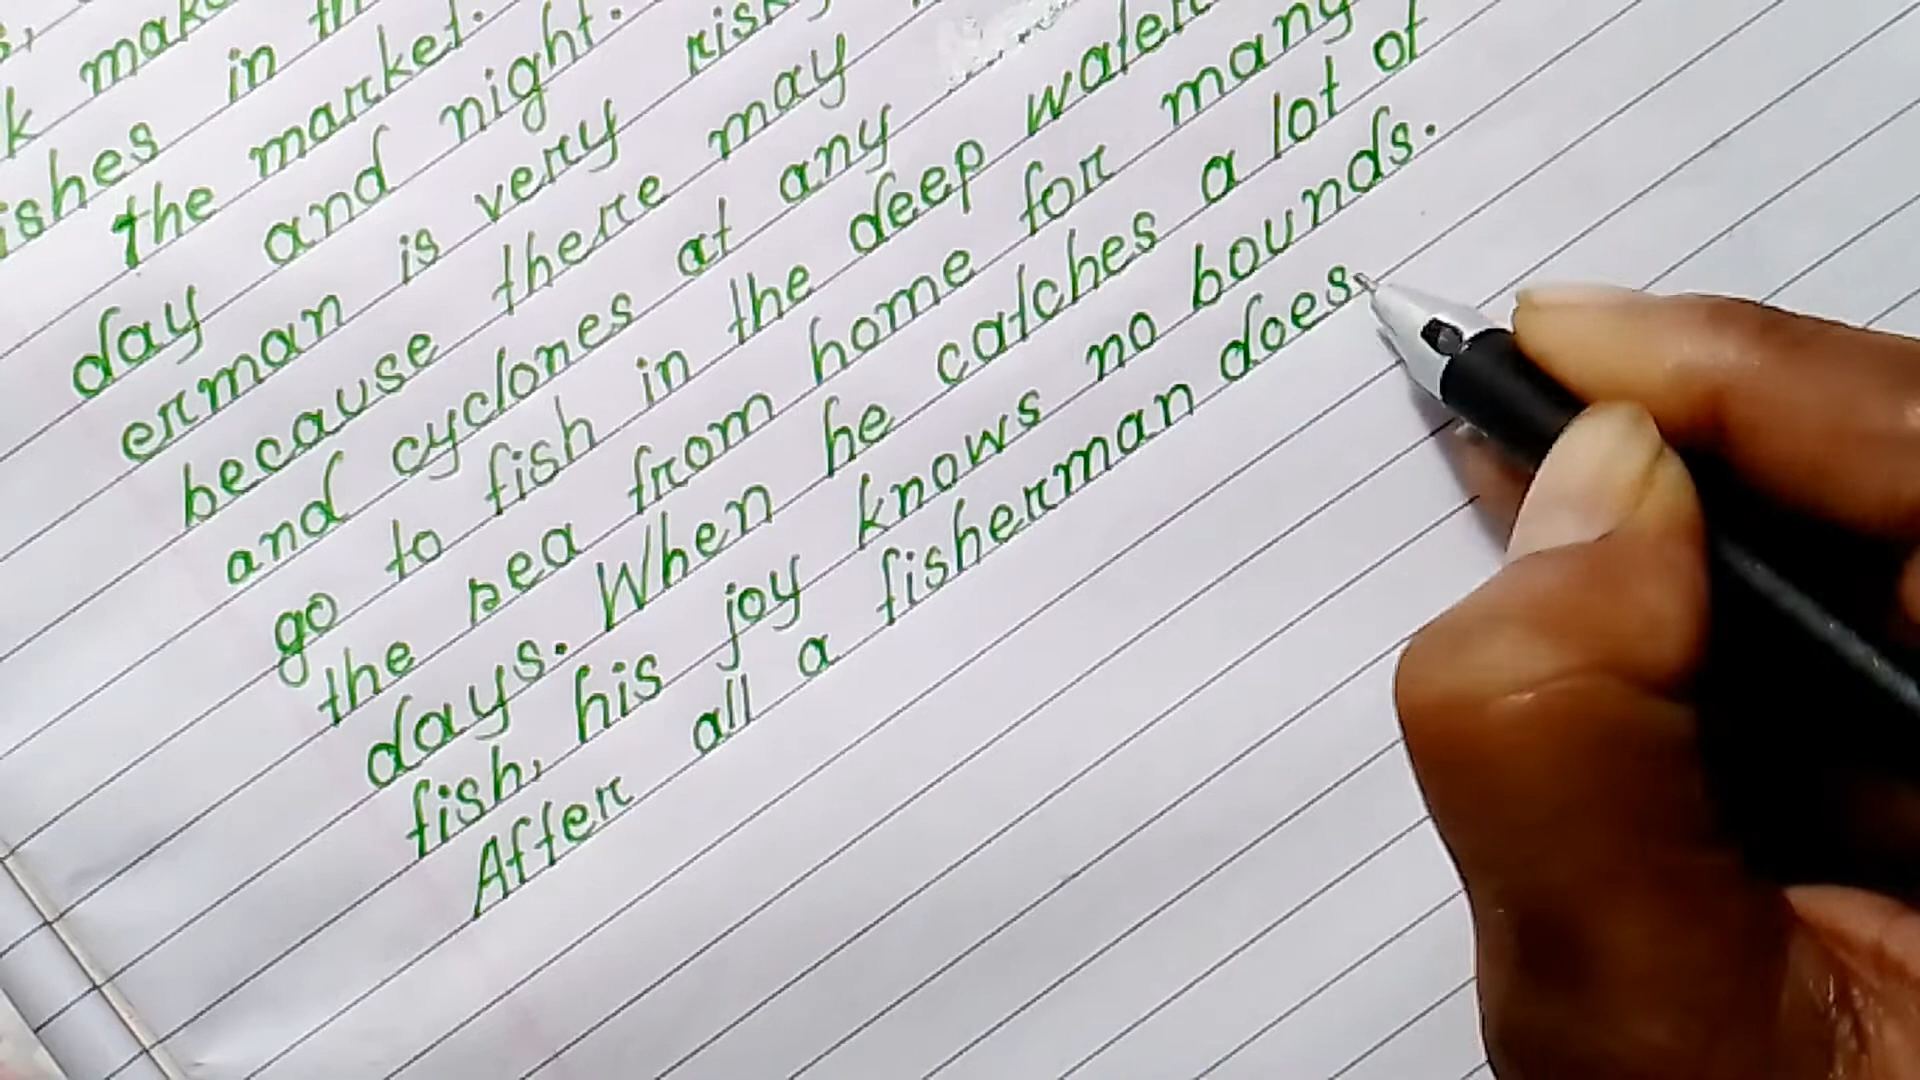 make
ishes in
the market.
day and night.
erman is very
because there may
and cyclones at any
go to fish in the deep water
the sea from home for many
days. When he catches a lot of
fish, his joy knows no bounds.
After all a fisherman does